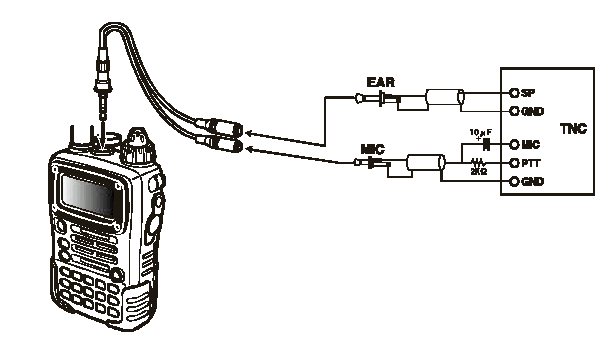 EAR
SP
GND
TNC
10μF
+
MIC
MIC
PTT
2KΩ
GND